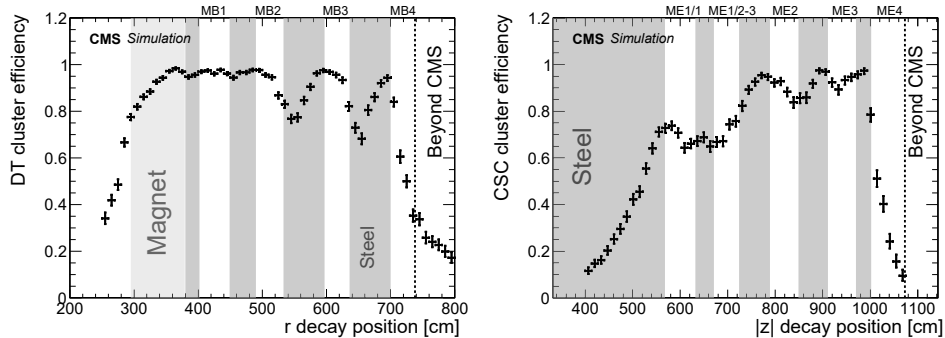 MB1 MB2 MB3 MB4
CMS Simulation
DT cluster efficiency
1.2
1
0.8
0.6
0.4
0.2
0
Magnet
Steel
Beyond CMS
200 300 400 500 600 700 800
r decay position [cm]
ME1/1 ME1/2-3 ME2 ME3 ME4
CMS Simulation
CSC cluster efficiency
1.2
1
0.8
0.6
0.4
0.2
0
Steel
Beyond CMS
400 500 600 700 800 900 1000 1100
|z| decay position [cm]